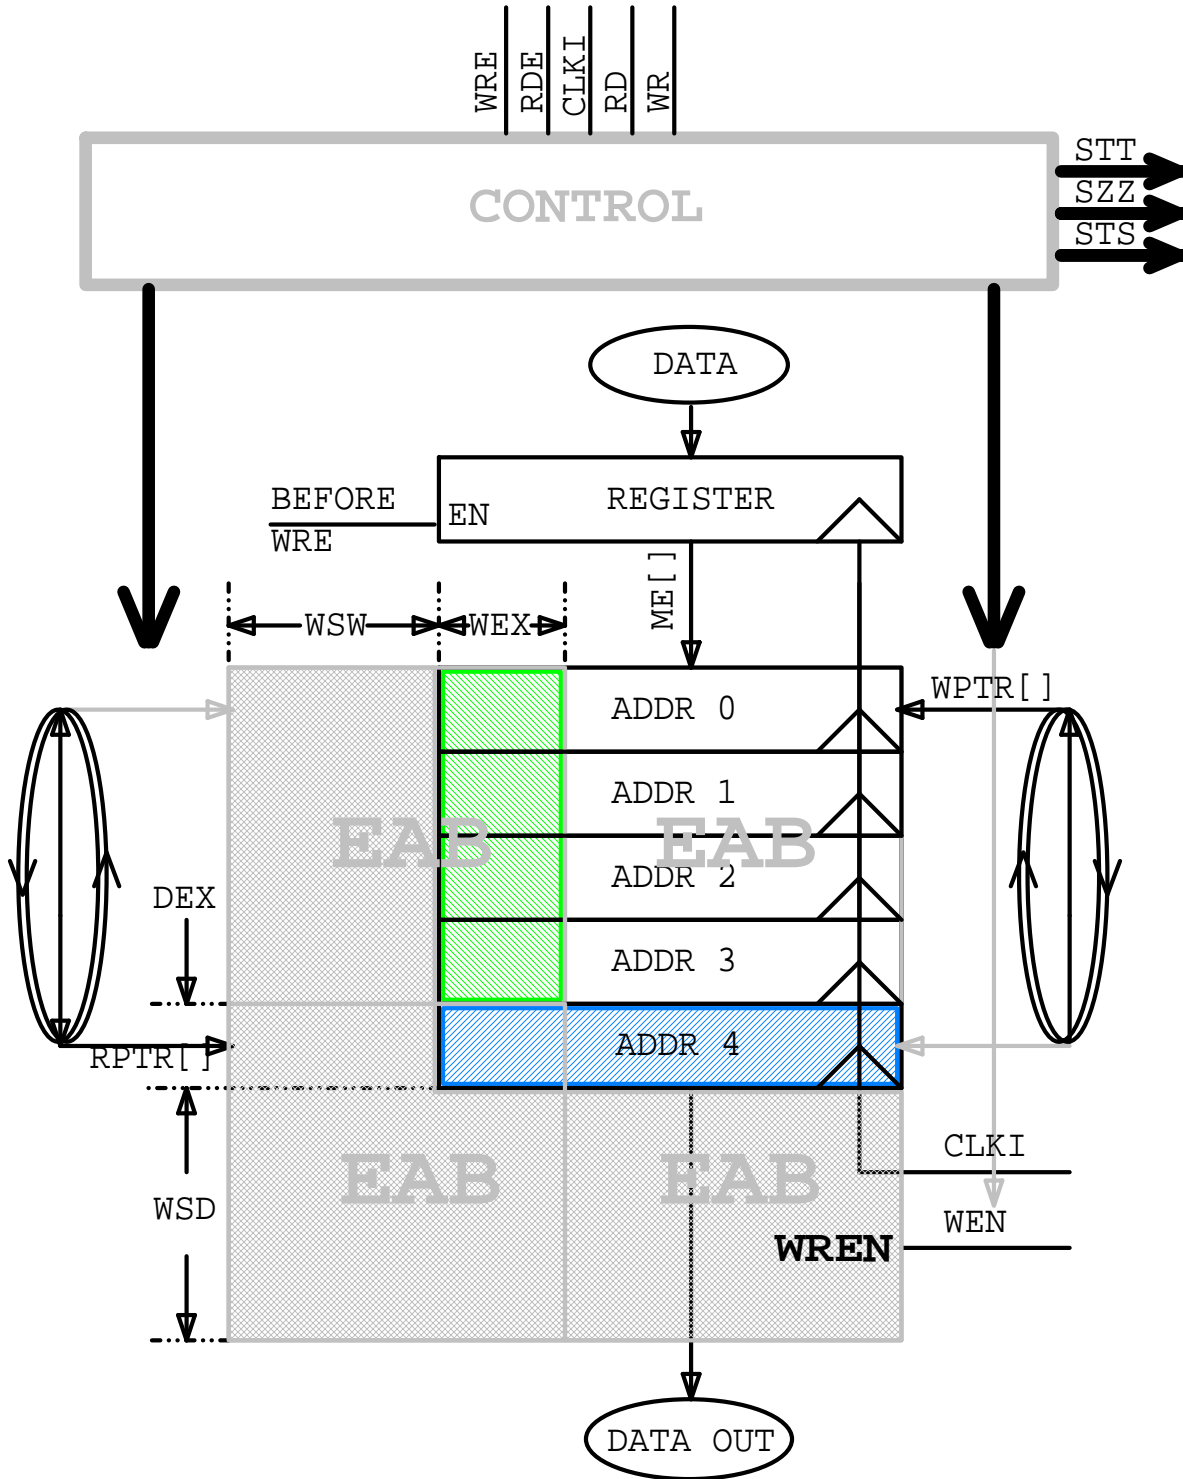 WRE
RDE
CLKI
RD
WR
STT
CONTROL
SZZ
STS
DATA
BEFORE
WRE
EN
REGISTER
ME[]
WSW
WEX
ADDR 0
WPTR[]
ADDR 1
EAB
EAB
ADDR 2
DEX
ADDR 3
ADDR 4
RPTR[]
CLKI
EAB
EAB
WSD
WEN
WREN
DATA OUT